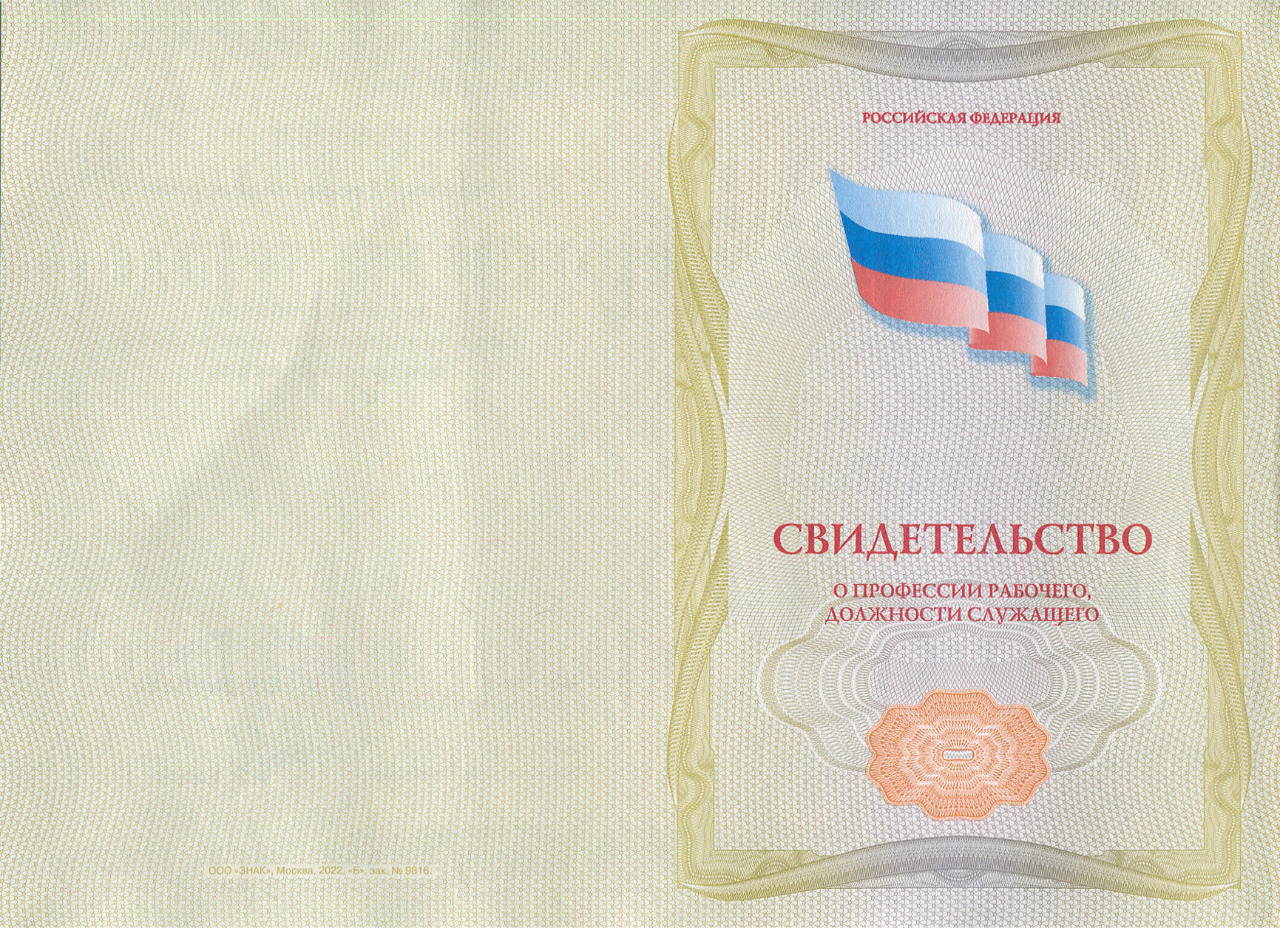 РОССИЙСКАЯ ФЕДЕРАЦИЯ
СВИДЕТЕЛЬСТВО
О ПРОФЕССИИ РАБОЧЕГО,
ДОЛЖНОСТИ СЛУЖАЩЕГО
ООО «ЗНАК», Москва, 2022, «Б», зак. № 9816.